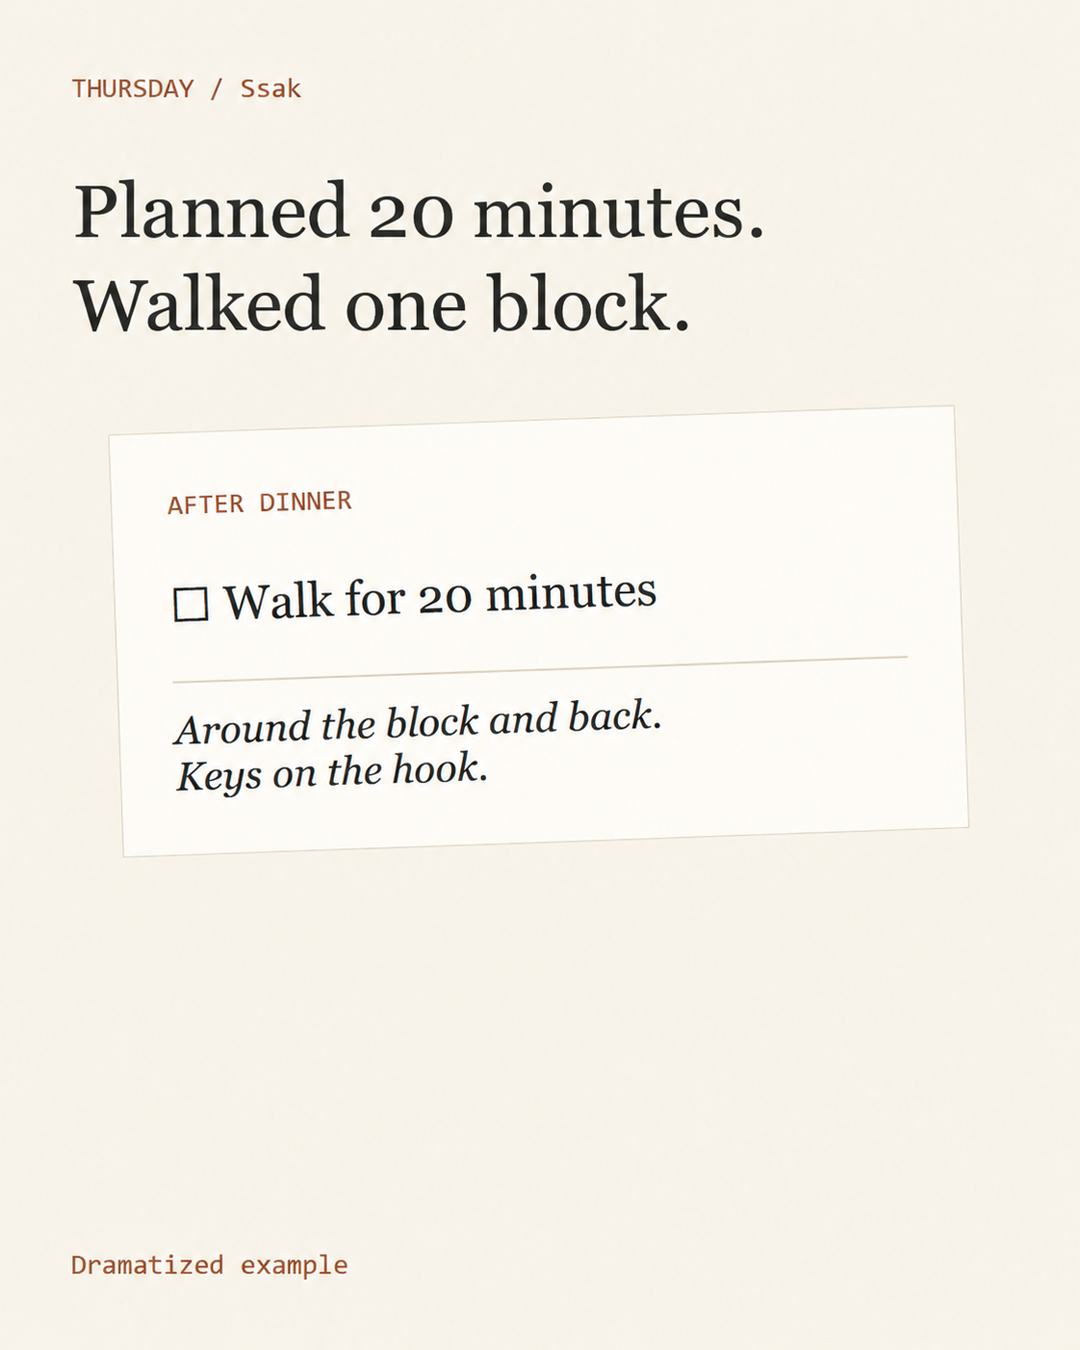 THURSDAY / Ssak
Planned 20 minutes.
Walked one block.
AFTER DINNER
☐ Walk for 20 minutes
Around the block and back.
Keys on the hook.
Dramatized example